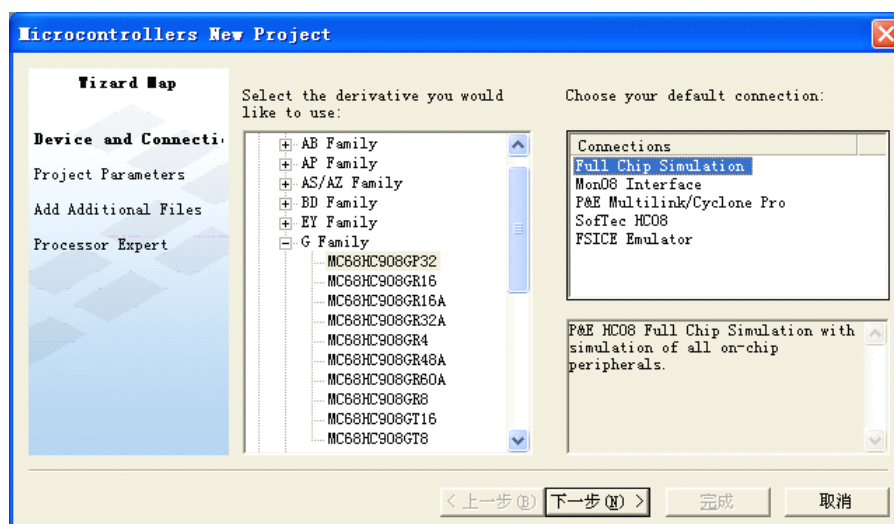 Microcontrollers New Project
Wizard Map
Device and Connecti
Project Parameters
Add Additional Files
Processor Expert
Select the derivative you would
like to use:
AB Family
AP Family
AS/AZ Family
BD Family
EY Family
G Family
MC68HC908GP32
MC68HC908GR16
MC68HC908GR16A
MC68HC908GR32A
MC68HC908GR4
MC68HC908GR48A
MC68HC908GR60A
MC68HC908GR8
MC68HC908GT16
MC68HC908GT8
Choose your default connection:
Connections
Full Chip Simulation
Mon08 Interface
P&E Multilink/Cyclone Pro
SofTec HC08
FSICE Emulator
P&E HC08 Full Chip Simulation with
simulation of all on-chip
peripherals.
< 上一步(B)
下一步(N) >
完成
取消